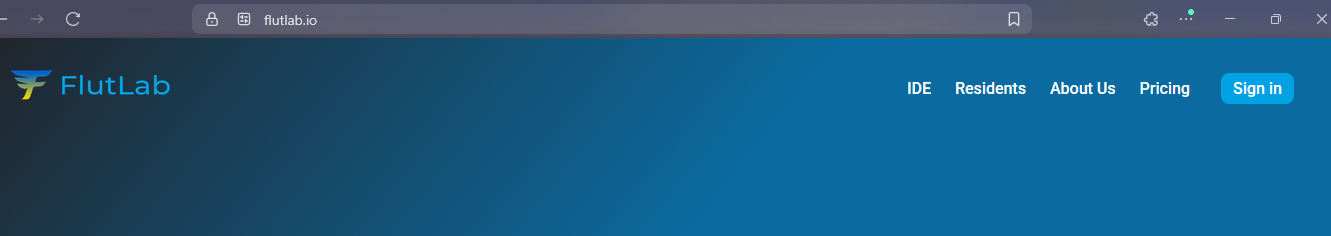 flutlab.io
FlutLab
IDE Residents About Us Pricing Sign in